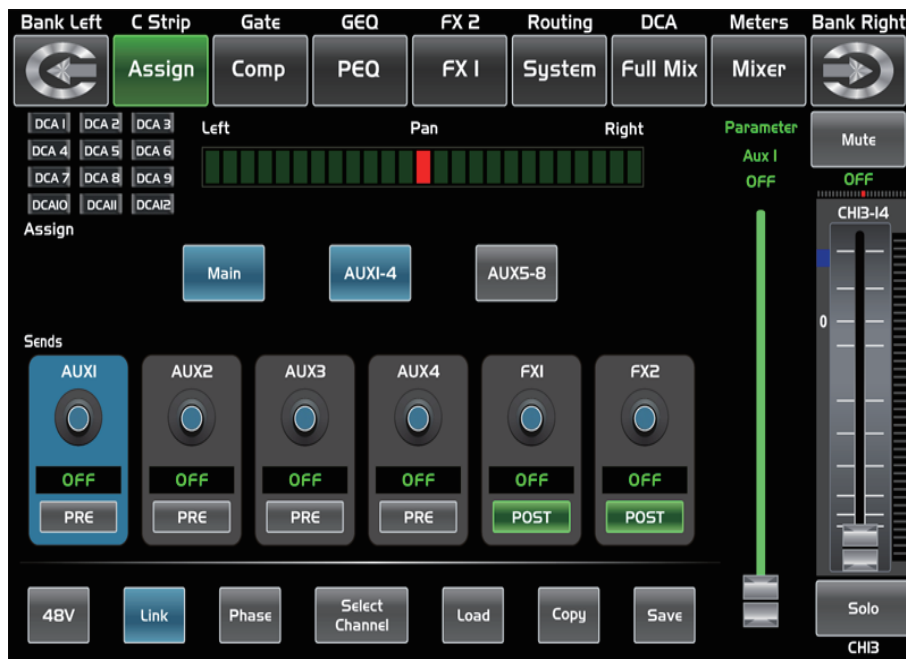 Bank Left C Strip Gate GEQ FX 2 Routing DCA Meters Bank Right
Assign Comp PEQ FX 1 System Full Mix Mixer
DCA 1 DCA 2 DCA 3
DCA 4 DCA 5 DCA 6
DCA 7 DCA 8 DCA 9
DCA10 DCA11 DCA12
Left Pan Right
Parameter
Aux 1
OFF
Mute
OFF
CH13-14
Assign
Main AUX1-4 AUX5-8
0
Sends
AUX1 AUX2 AUX3 AUX4 FX1 FX2
OFF OFF OFF OFF OFF OFF
PRE PRE PRE PRE POST POST
48V Link Phase Select Channel Load Copy Save
Solo
CH13